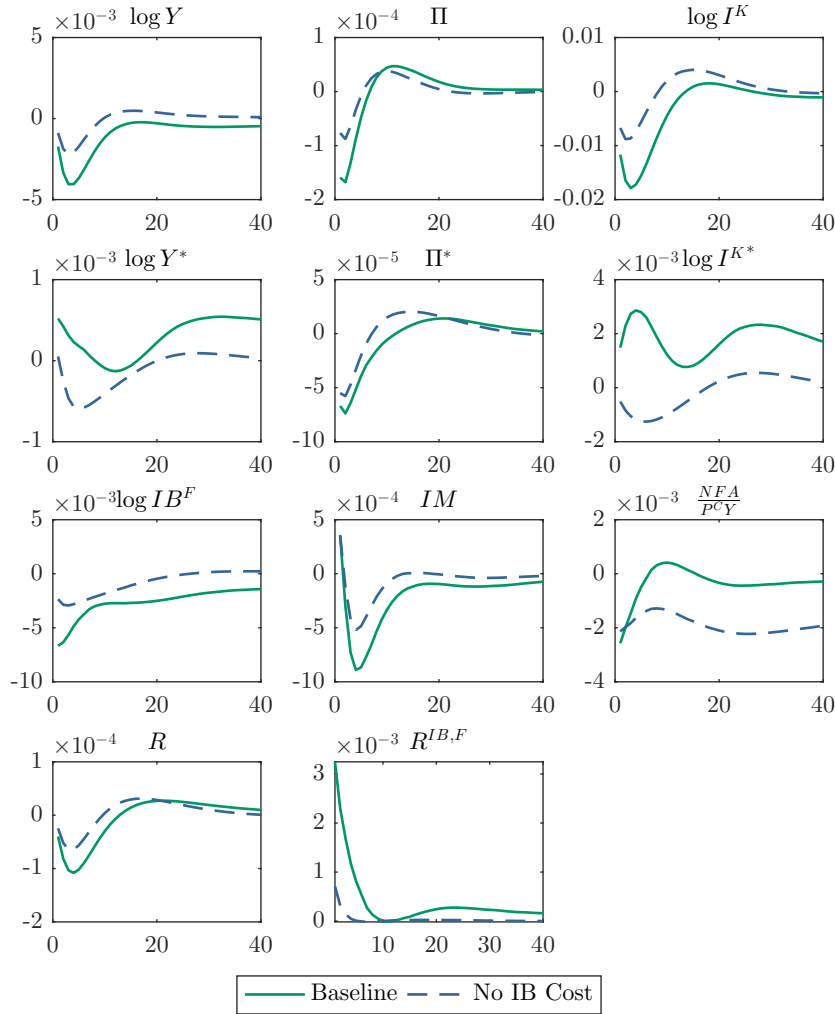 ×10⁻³ log Y
5
0
-5
0 20 40
×10⁻⁴ Π
1
0
-1
-2
0 20 40
log Iᴷ
0.01
0
-0.01
-0.02
0 20 40
×10⁻³ log Y*
1
0
-1
0 20 40
×10⁻⁵ Π*
5
0
-5
-10
0 20 40
×10⁻³ log Iᴷ*
4
2
0
-2
0 20 40
×10⁻³ log IBᶠ
5
0
-5
-10
0 20 40
×10⁻⁴ IM
5
0
-5
-10
0 20 40
×10⁻³ NFA/PᶜY
2
0
-2
-4
0 20 40
×10⁻⁴ R
1
0
-1
-2
0 20 40
×10⁻³ R^{IB,F}
3
2
1
0
10 20 30 40
Baseline No IB Cost